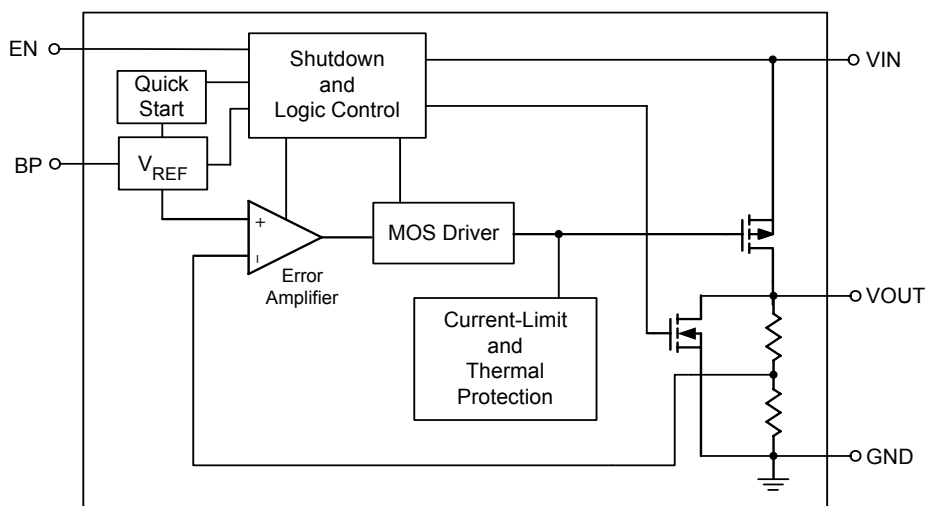 EN
Shutdown
and
Logic Control
VIN
Quick
Start
BP
VREF
+
-
Error
Amplifier
MOS Driver
Current-Limit
and
Thermal
Protection
VOUT
GND